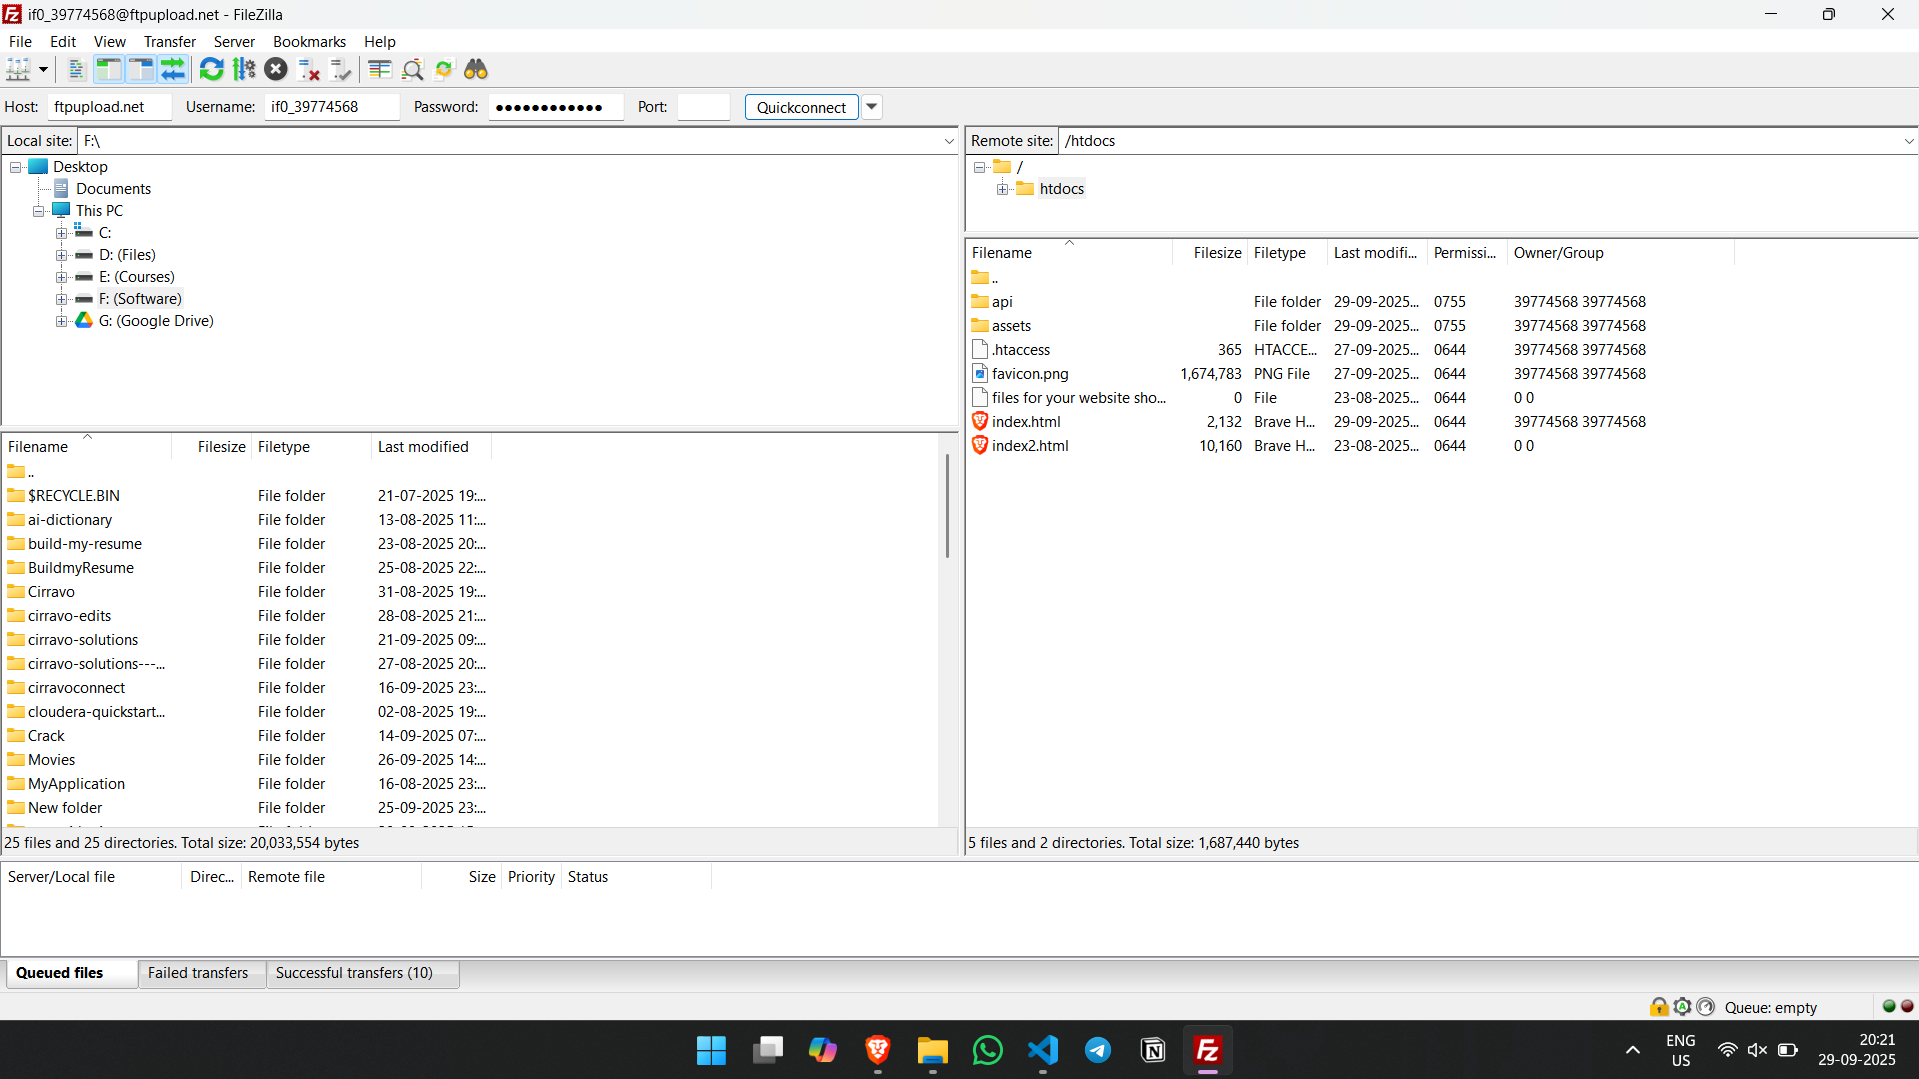 if0_39774568@ftpupload.net - FileZilla
File Edit View Transfer Server Bookmarks Help
Host: ftpupload.net Username: if0_39774568 Password: ●●●●●●●●●●●● Port: Quickconnect
Local site: F:\
Desktop
Documents
This PC
C:
D: (Files)
E: (Courses)
F: (Software)
G: (Google Drive)
Filename Filesize Filetype Last modified
..
$RECYCLE.BIN File folder 21-07-2025 19:...
ai-dictionary File folder 13-08-2025 11:...
build-my-resume File folder 23-08-2025 20:...
BuildmyResume File folder 25-08-2025 22:...
Cirravo File folder 31-08-2025 19:...
cirravo-edits File folder 28-08-2025 21:...
cirravo-solutions File folder 21-09-2025 09:...
cirravo-solutions---... File folder 27-08-2025 20:...
cirravoconnect File folder 16-09-2025 23:...
cloudera-quickstart... File folder 02-08-2025 19:...
Crack File folder 14-09-2025 07:...
Movies File folder 26-09-2025 14:...
MyApplication File folder 16-08-2025 23:...
New folder File folder 25-09-2025 23:...
25 files and 25 directories. Total size: 20,033,554 bytes
Remote site: /htdocs
/
htdocs
Filename Filesize Filetype Last modifi... Permissi... Owner/Group
..
api File folder 29-09-2025... 0755 39774568 39774568
assets File folder 29-09-2025... 0755 39774568 39774568
.htaccess 365 HTACCE... 27-09-2025... 0644 39774568 39774568
favicon.png 1,674,783 PNG File 27-09-2025... 0644 39774568 39774568
files for your website sho... 0 File 23-08-2025... 0644 0 0
index.html 2,132 Brave H... 29-09-2025... 0644 39774568 39774568
index2.html 10,160 Brave H... 23-08-2025... 0644 0 0
5 files and 2 directories. Total size: 1,687,440 bytes
Server/Local file Direc... Remote file Size Priority Status
Queued files Failed transfers Successful transfers (10)
Queue: empty
ENG
US
20:21
29-09-2025